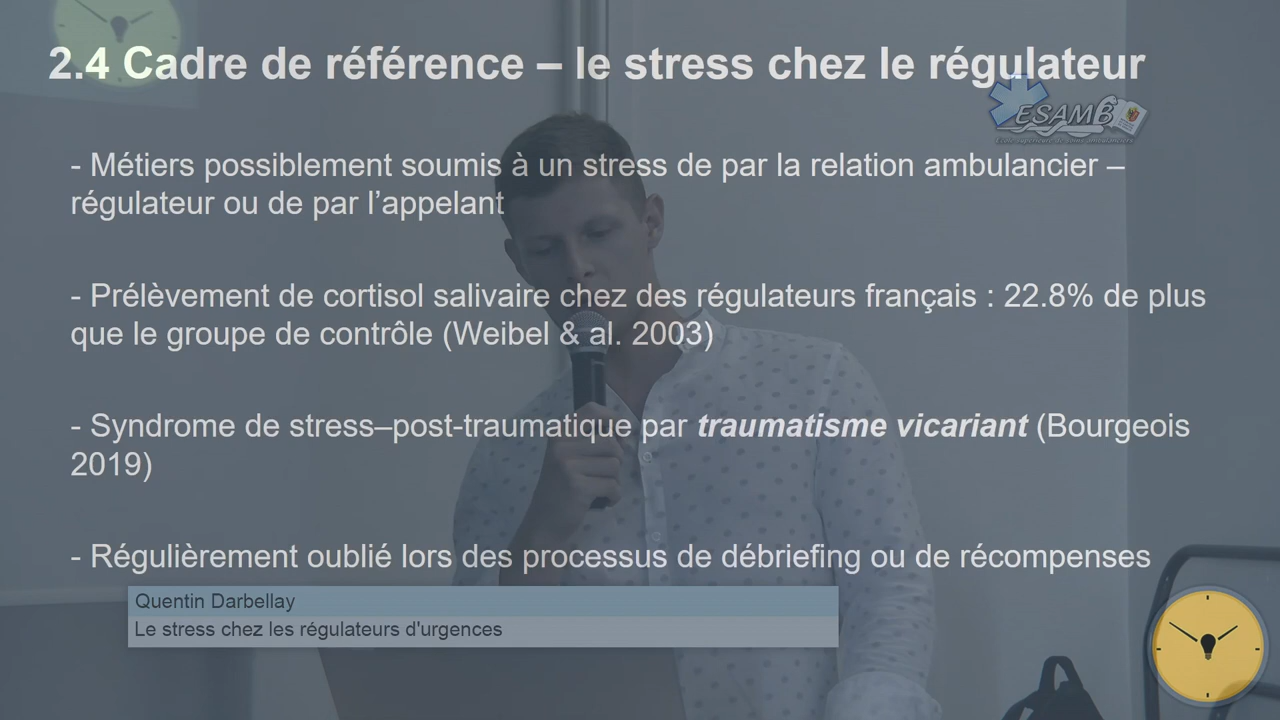 2.4 Cadre de référence – le stress chez le régulateur
ESAMB
- Métiers possiblement soumis à un stress de par la relation ambulancier –
régulateur ou de par l’appelant
- Prélèvement de cortisol salivaire chez des régulateurs français : 22.8% de plus
que le groupe de contrôle (Weibel & al. 2003)
- Syndrome de stress–post-traumatique par traumatisme vicariant (Bourgeois
2019)
- Régulièrement oublié lors des processus de débriefing ou de récompenses
Quentin Darbellay
Le stress chez les régulateurs d'urgences